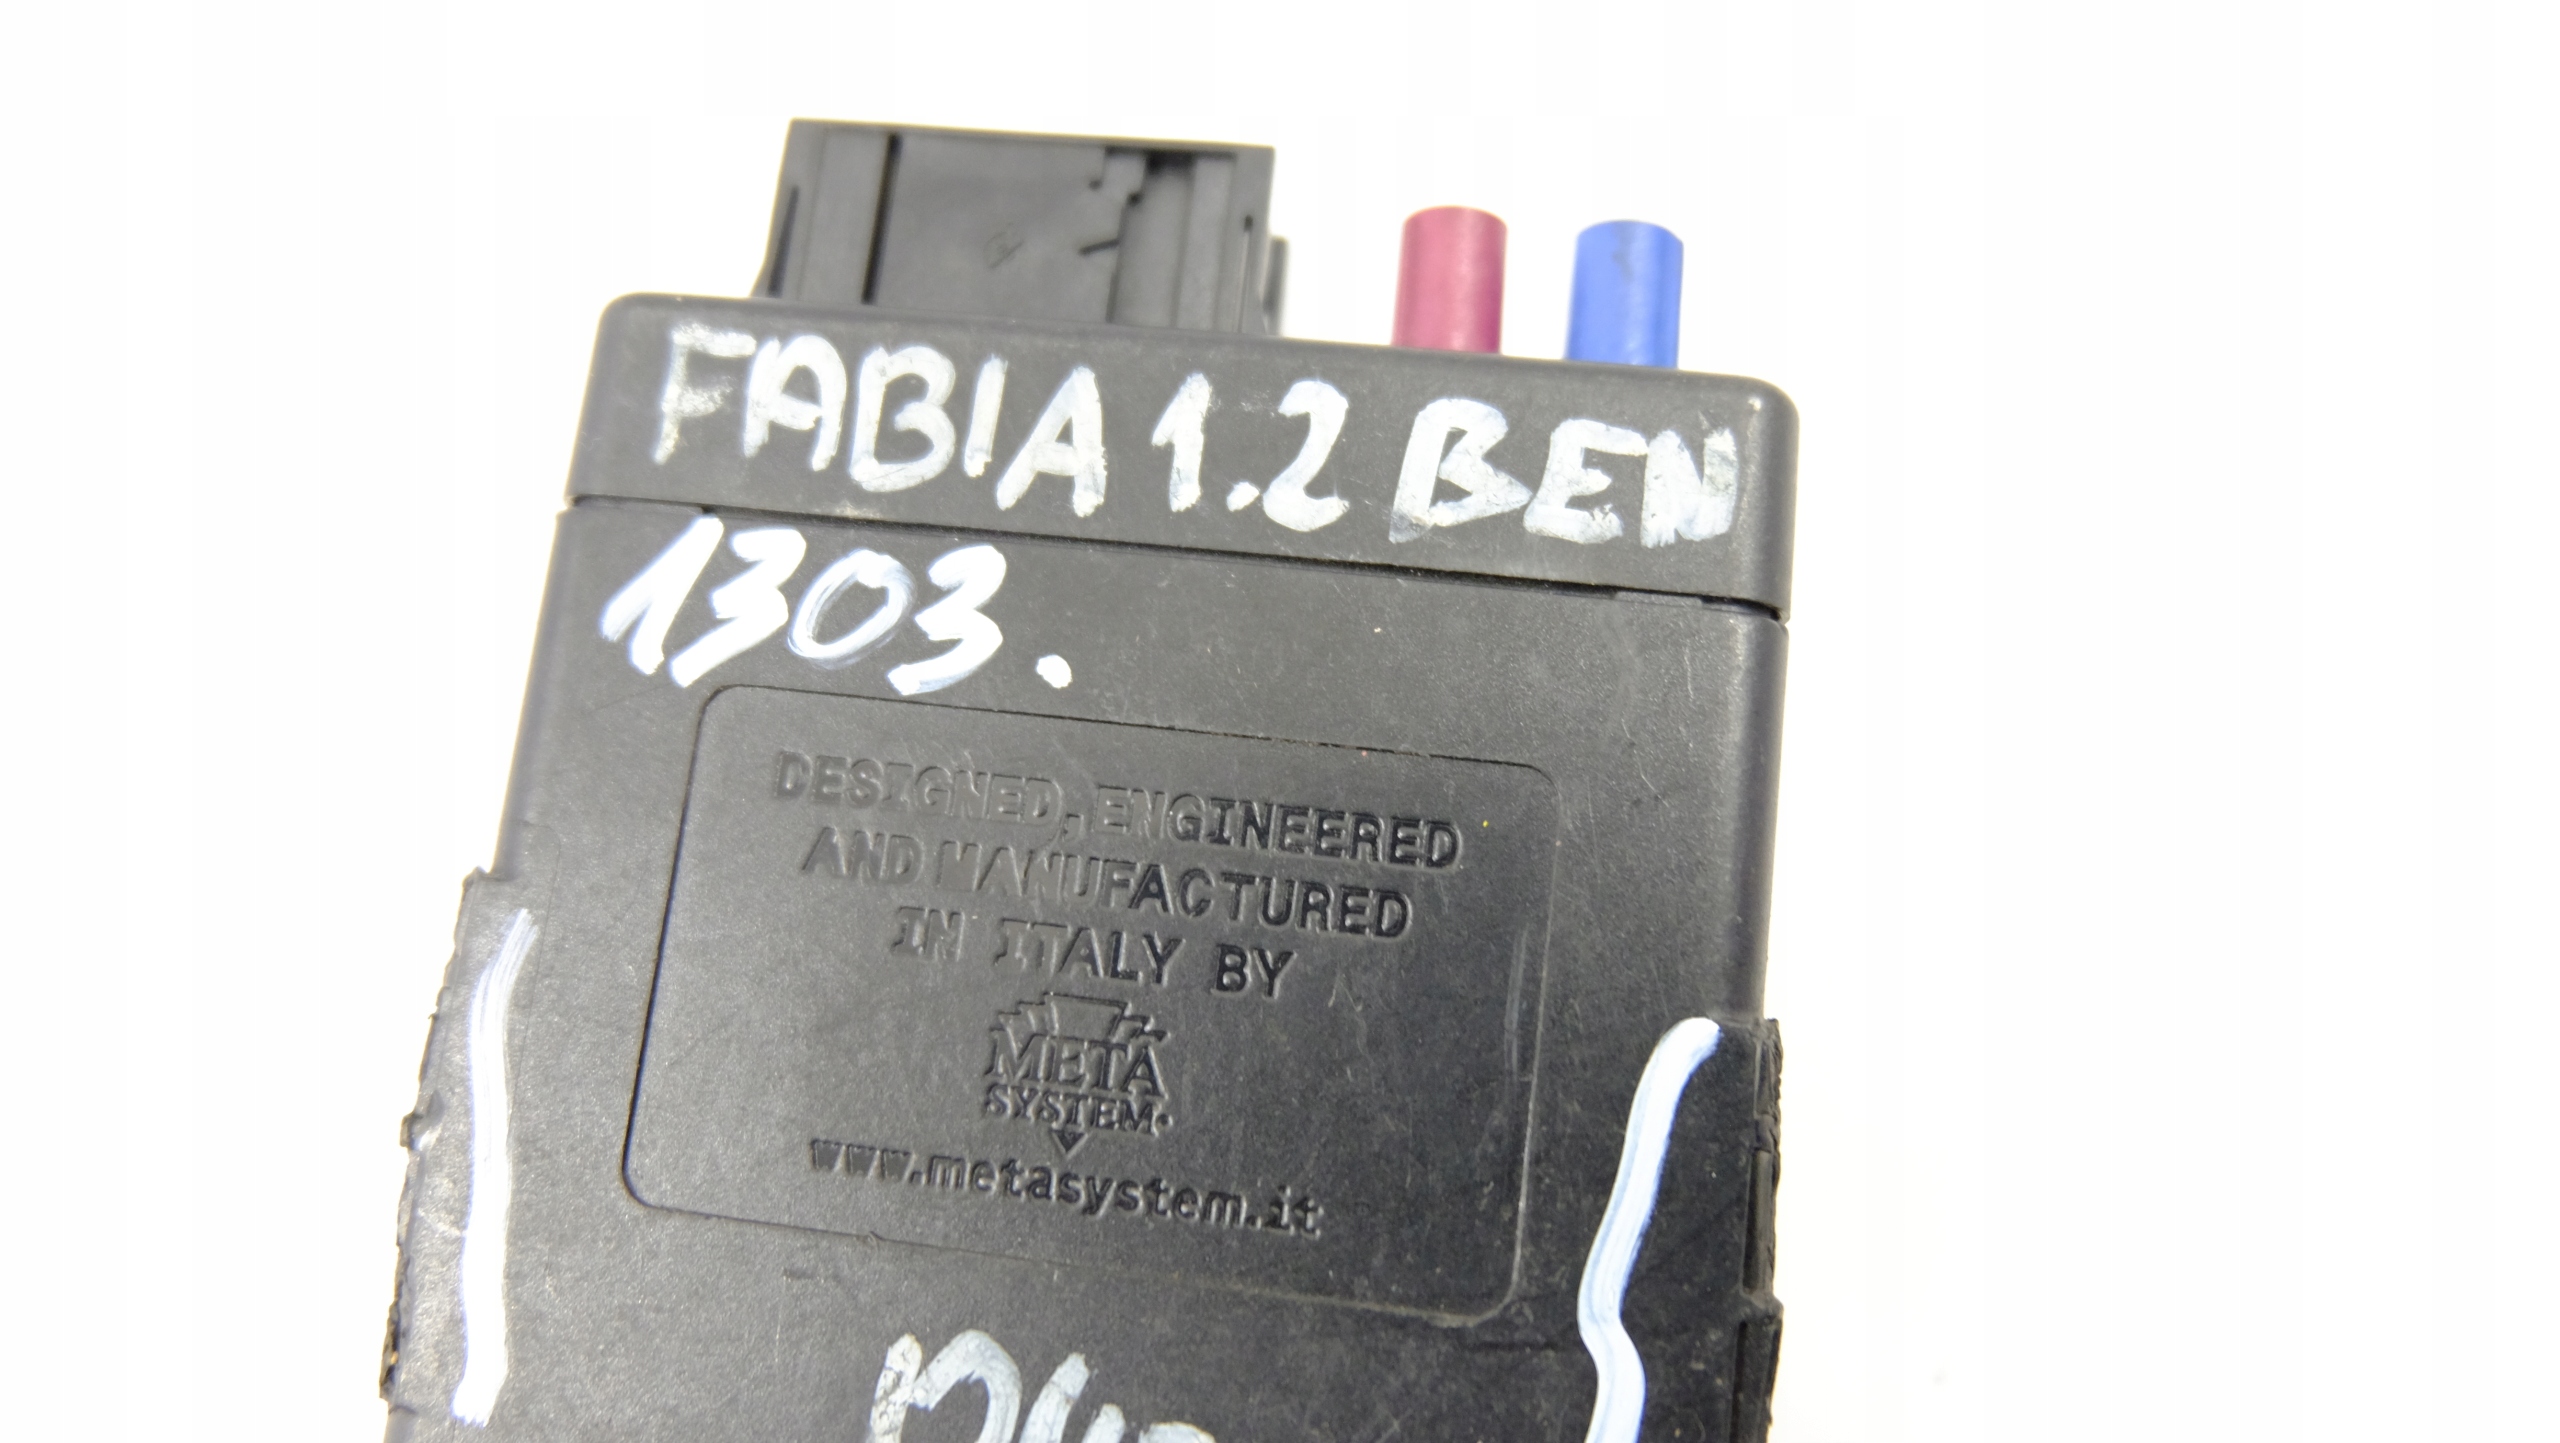 FABIA 1.2 BEN
1303.
DESIGNED, ENGINEERED
AND MANUFACTURED
IN ITALY BY
META
SYSTEM
www.metasystem.it